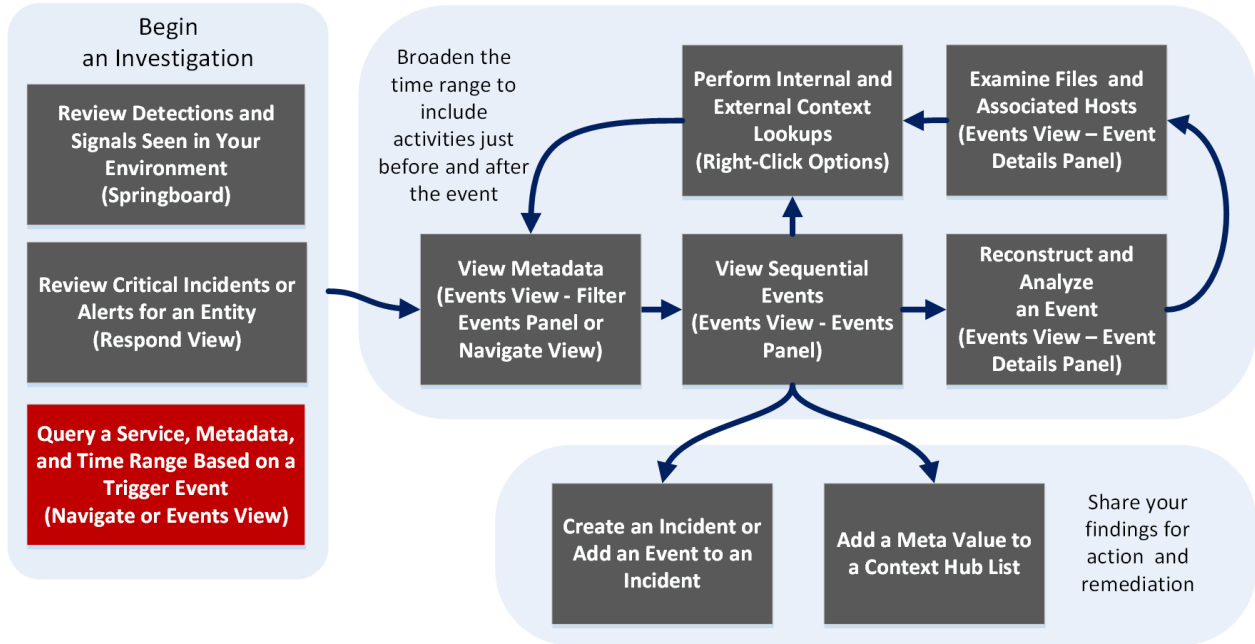 Begin
an Investigation
Review Detections and
Signals Seen in Your
Environment
(Springboard)
Review Critical Incidents or
Alerts for an Entity
(Respond View)
Query a Service, Metadata,
and Time Range Based on a
Trigger Event
(Navigate or Events View)
Broaden the
time range to
include
activities just
before and after
the event
Perform Internal and
External Context
Lookups
(Right-Click Options)
Examine Files and
Associated Hosts
(Events View – Event
Details Panel)
View Metadata
(Events View - Filter
Events Panel or
Navigate View)
View Sequential
Events
(Events View - Events
Panel)
Reconstruct and
Analyze
an Event
(Events View – Event
Details Panel)
Create an Incident or
Add an Event to an
Incident
Add a Meta Value to
a Context Hub List
Share your
findings for
action and
remediation